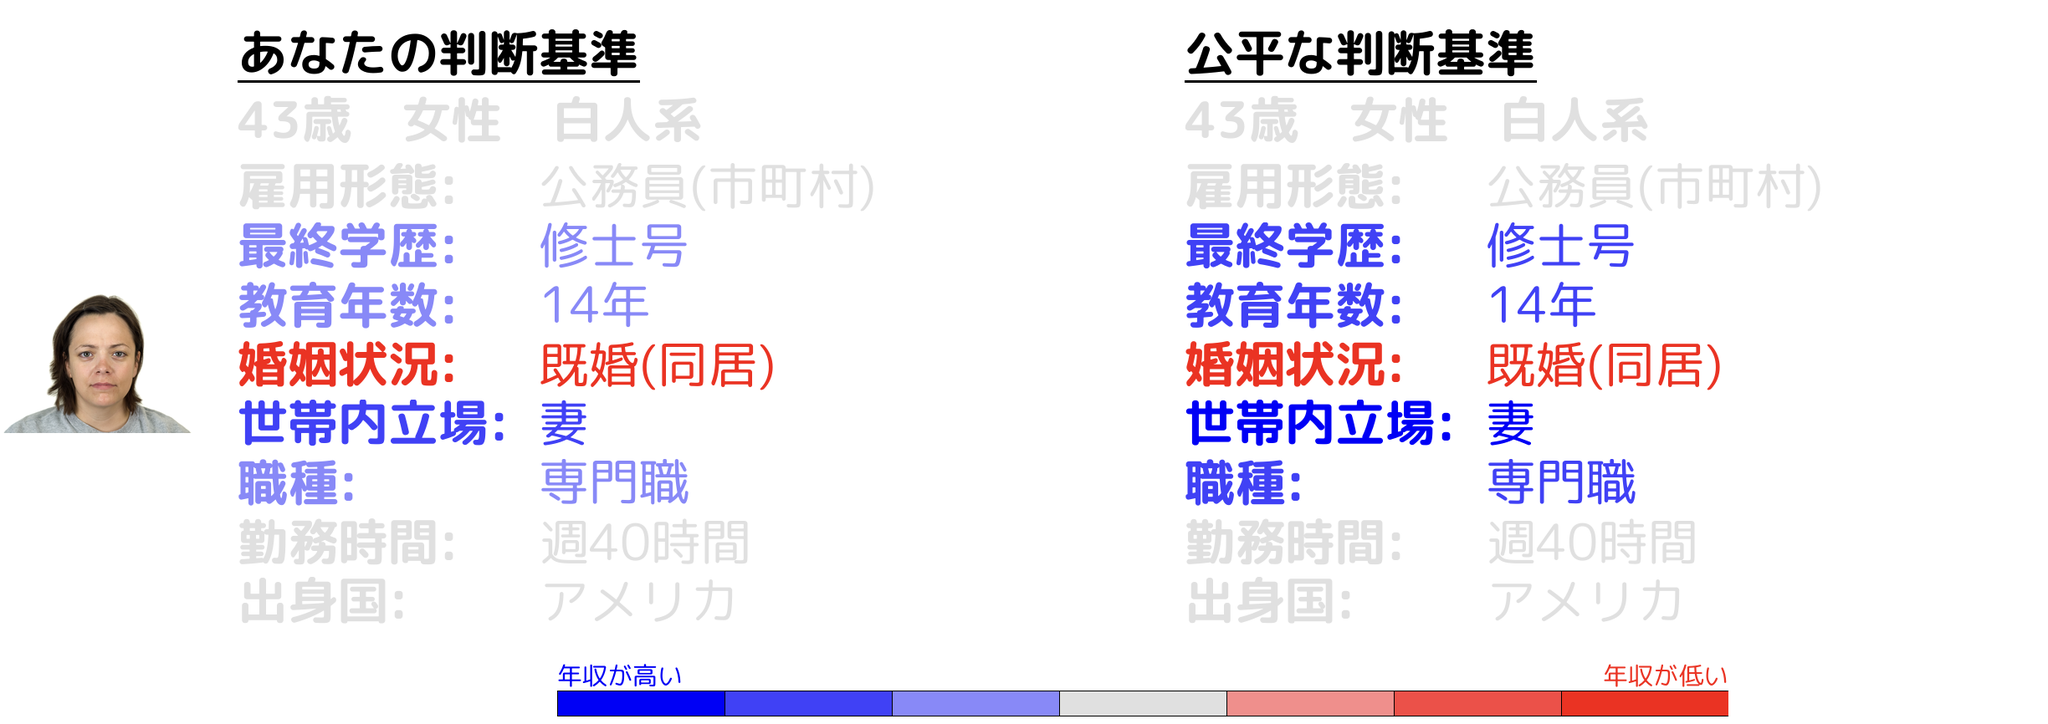 あなたの判断基準
43歳 女性 白人系
雇用形態: 公務員(市町村)
最終学歴: 修士号
教育年数: 14年
婚姻状況: 既婚(同居)
世帯内立場: 妻
職種: 専門職
勤務時間: 週40時間
出身国: アメリカ
公平な判断基準
43歳 女性 白人系
雇用形態: 公務員(市町村)
最終学歴: 修士号
教育年数: 14年
婚姻状況: 既婚(同居)
世帯内立場: 妻
職種: 専門職
勤務時間: 週40時間
出身国: アメリカ
年収が高い
年収が低い